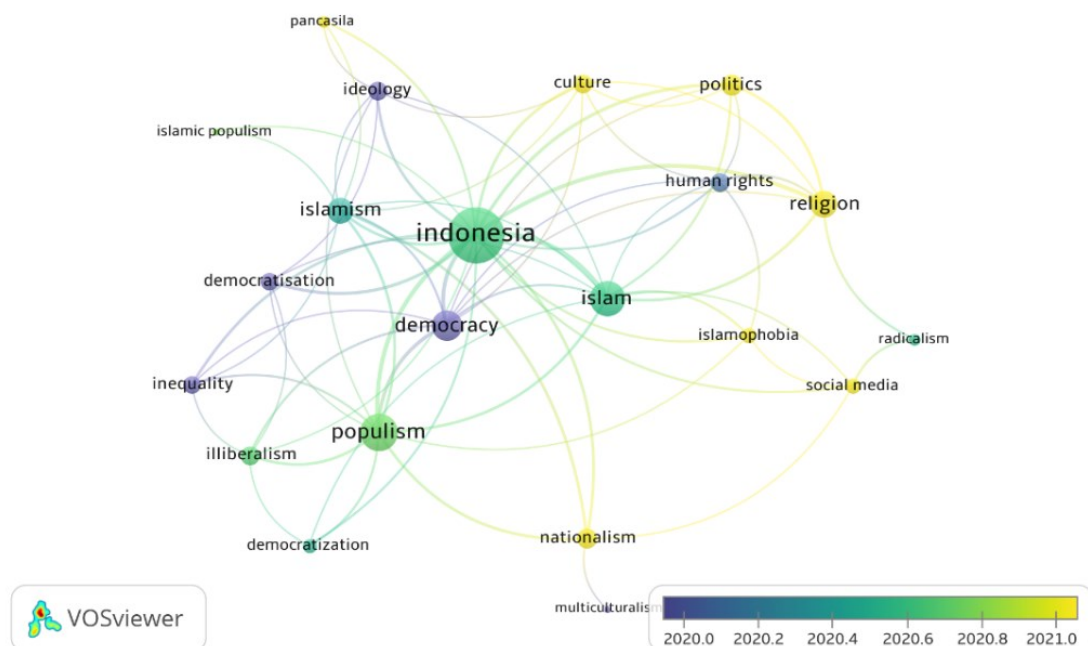 pancasila
ideology
culture
politics
islamic populism
human rights
islamism
religion
indonesia
democratisation
islam
democracy
islamophobia
radicalism
inequality
social media
populism
illiberalism
nationalism
democratization
multiculturalism
VOSviewer
2020.0 2020.2 2020.4 2020.6 2020.8 2021.0